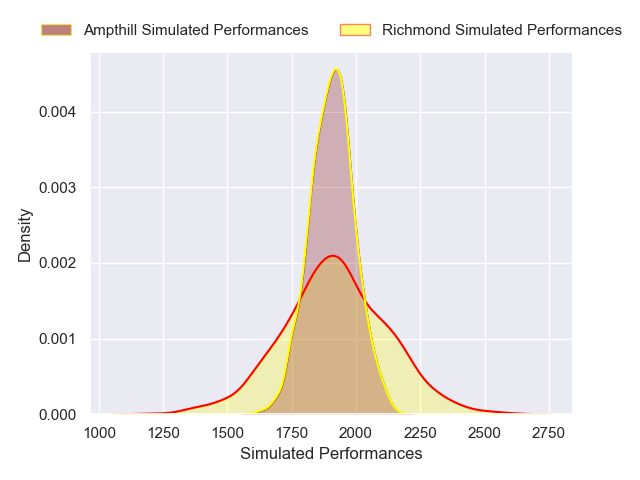 Ampthill Simulated Performances Richmond Simulated Performances
0.004
0.003
0.002
0.001
0.000
Density
1000 1250 1500 1750 2000 2250 2500 2750
Simulated Performances